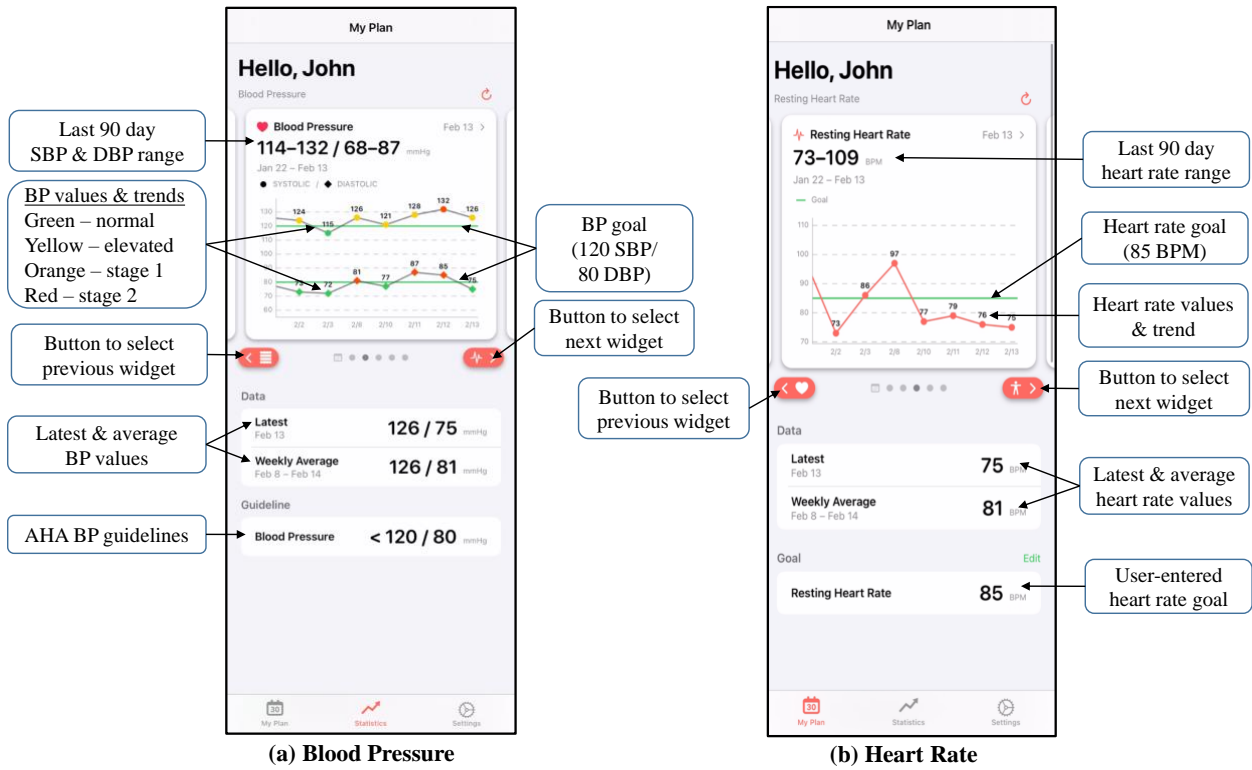 My Plan
Hello, John
Blood Pressure
Blood Pressure
Feb 13 >
114–132 / 68–87 mmHg
Jan 22 – Feb 13
● SYSTOLIC / ◆ DIASTOLIC
130
120
110
100
90
80
70
60
124
115
126
121
128
132
126
73
72
81
77
87
85
75
2/2
2/3
2/8
2/10
2/11
2/12
2/13
Data
Latest
Feb 13
126 / 75 mmHg
Weekly Average
Feb 8 – Feb 14
126 / 81 mmHg
Guideline
Blood Pressure
< 120 / 80 mmHg
30
My Plan
Statistics
Settings
(a) Blood Pressure
Last 90 day
SBP & DBP range
BP values & trends
Green – normal
Yellow – elevated
Orange – stage 1
Red – stage 2
Button to select
previous widget
Latest & average
BP values
AHA BP guidelines
BP goal
(120 SBP/
80 DBP)
Button to select
next widget
My Plan
Hello, John
Resting Heart Rate
Resting Heart Rate
Feb 13 >
73–109 BPM
Jan 22 – Feb 13
Goal
110
100
90
80
70
73
86
97
77
79
76
75
2/2
2/3
2/8
2/10
2/11
2/12
2/13
Data
Latest
Feb 13
75 BPM
Weekly Average
Feb 8 – Feb 14
81 BPM
Goal
Edit
Resting Heart Rate
85 BPM
30
My Plan
Statistics
Settings
(b) Heart Rate
Button to select
previous widget
Last 90 day
heart rate range
Heart rate goal
(85 BPM)
Heart rate values
& trend
Button to select
next widget
Latest & average
heart rate values
User-entered
heart rate goal